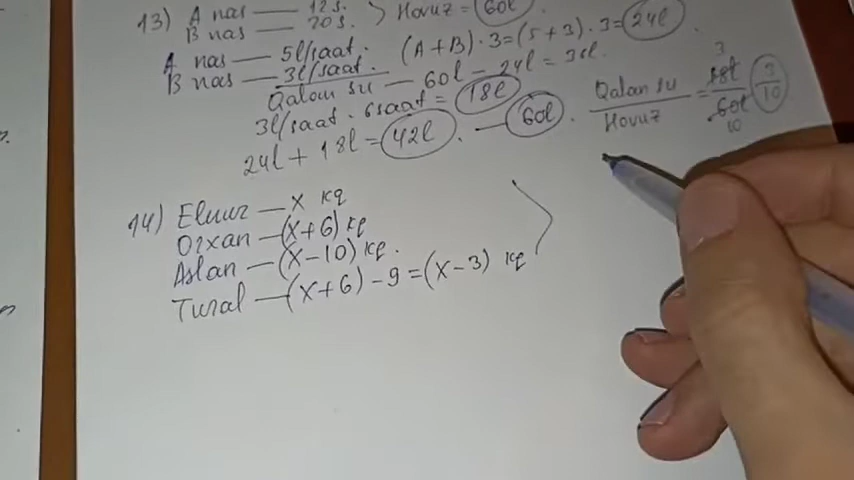 13) A nas — 12 s. Hovuz = 60l
B nas — 20 s.
A nas — 5l/saat. (A+B)·3=(5+3)·3=24l
B nas — 3l/saat.
Qalan su — 60l - 24l = 36l.
3l/saat · 6saat = 18l
24l + 18l = 42l. — 60l.
Qalan su / Hovuz = 18l / 60l 3 10 3/10
14) Elnur — x kq
Orxan — (x+6) kq
Aslan — (x-10) kq.
Tural — (x+6) - 9 = (x-3) kq